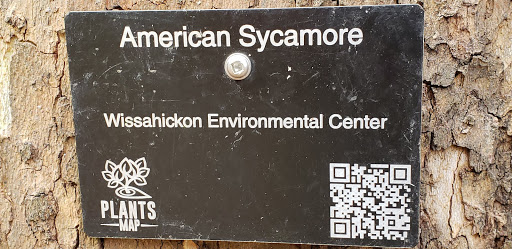 American Sycamore
Wissahickon Environmental Center
PLANTS
MAP